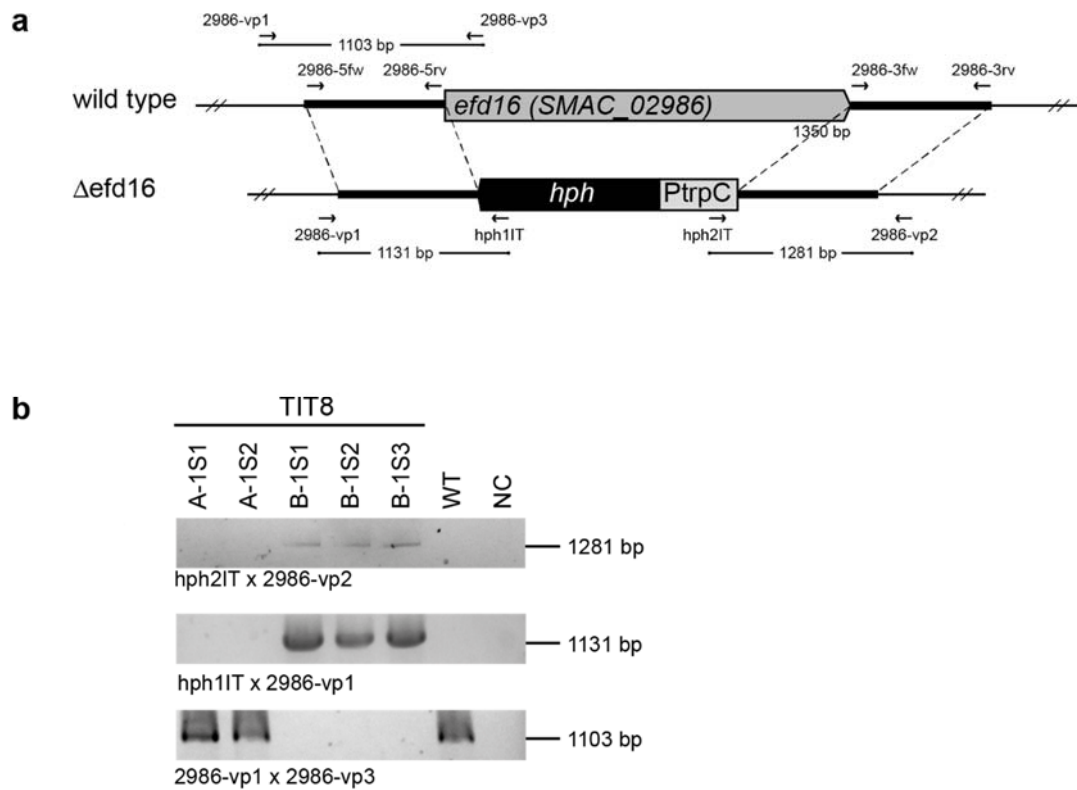 a
2986-vp1 2986-vp3
1103 bp
2986-5fw 2986-5rv 2986-3fw 2986-3rv
wild type efd16 (SMAC_02986)
1350 bp
Δefd16 hph PtrpC
2986-vp1 hph1IT hph2IT 2986-vp2
1131 bp 1281 bp
b
TIT8
A-1S1 A-1S2 B-1S1 B-1S2 B-1S3 WT NC
1281 bp
hph2IT x 2986-vp2
1131 bp
hph1IT x 2986-vp1
1103 bp
2986-vp1 x 2986-vp3